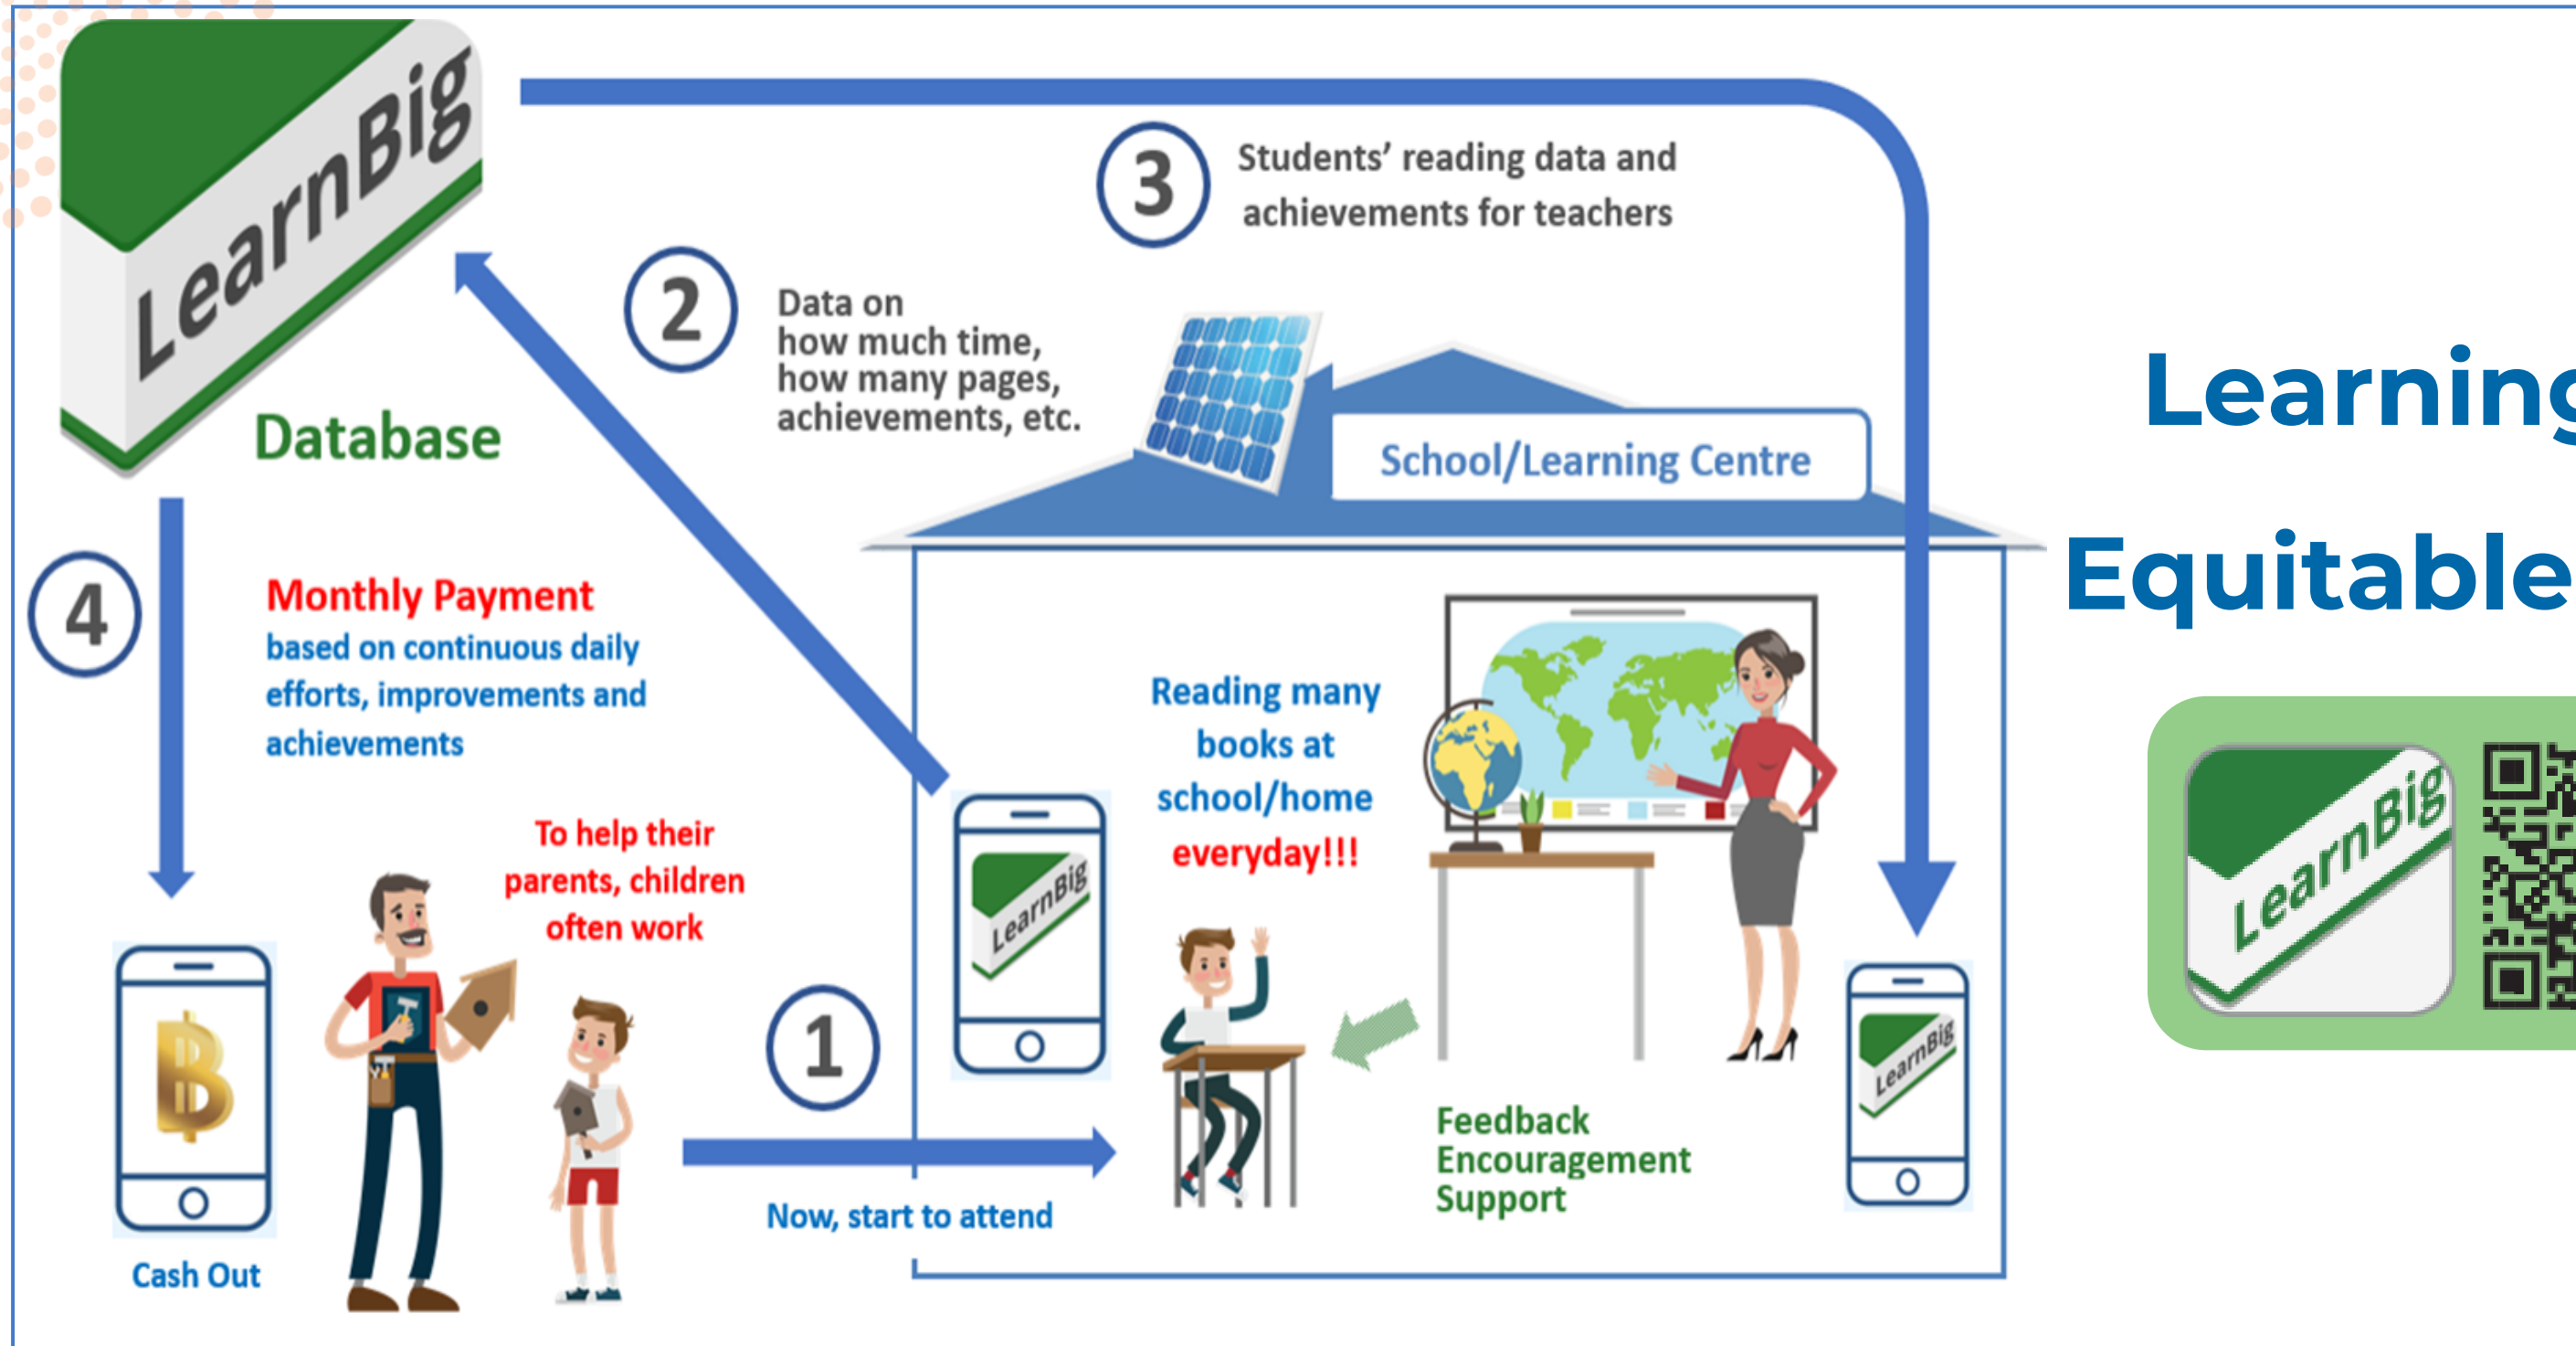 LearnBig
Database
3
Students’ reading data and
achievements for teachers
2
Data on
how much time,
how many pages,
achievements, etc.
School/Learning Centre
4
Monthly Payment
based on continuous daily
efforts, improvements and
achievements
To help their
parents, children
often work
Cash Out
1
Now, start to attend
LearnBig
Reading many
books at
school/home
everyday!!!
Feedback
Encouragement
Support
LearnBig
Learning
Equitable
LearnBig